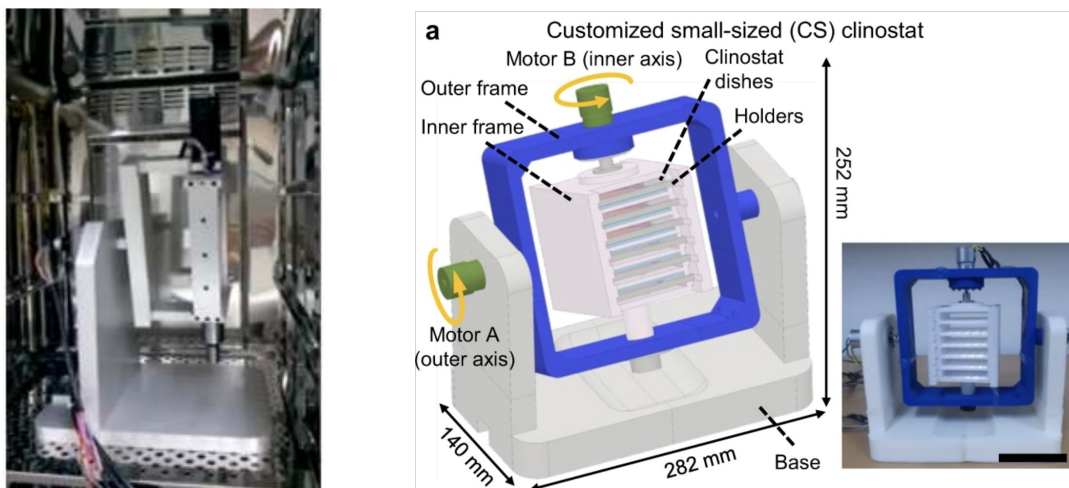 a
Customized small-sized (CS) clinostat
Motor B (inner axis)
Clinostat
dishes
Outer frame
Inner frame
Holders
252 mm
Motor A
(outer axis)
140 mm
282 mm
Base